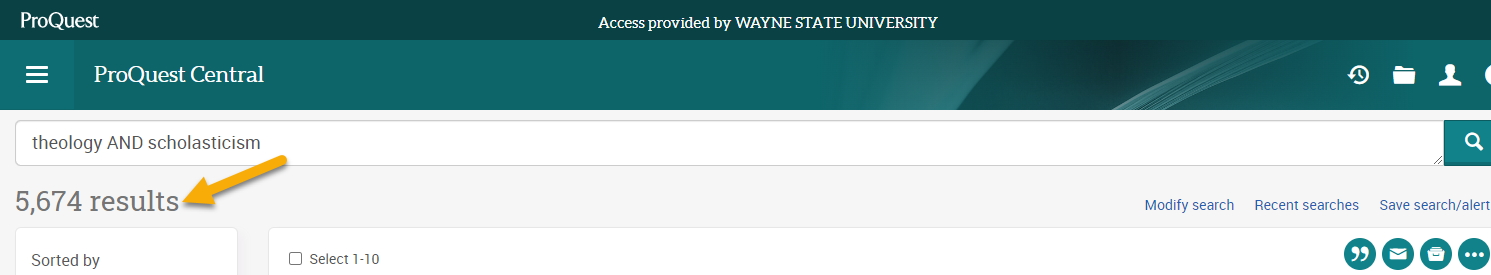 ProQuest
Access provided by WAYNE STATE UNIVERSITY
ProQuest Central
theology AND scholasticism
5,674 results
Modify search Recent searches Save search/alert
Sorted by
Select 1-10